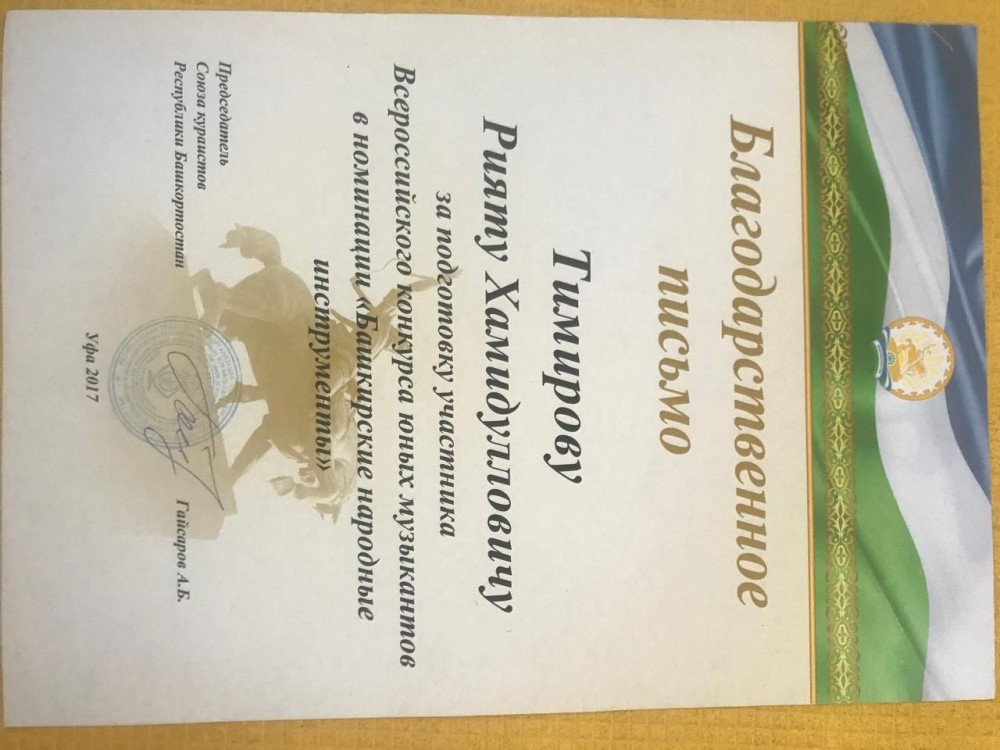 Благодарственное
письмо
Тимирову
Рияту Хамидулловичу
за подготовку участника
Всероссийского конкурса юных музыкантов
в номинации «Башкирские народные
инструменты»
Председатель
Союза кураистов
Республики Башкортостан
Гайсаров А.Б.
Уфа 2017